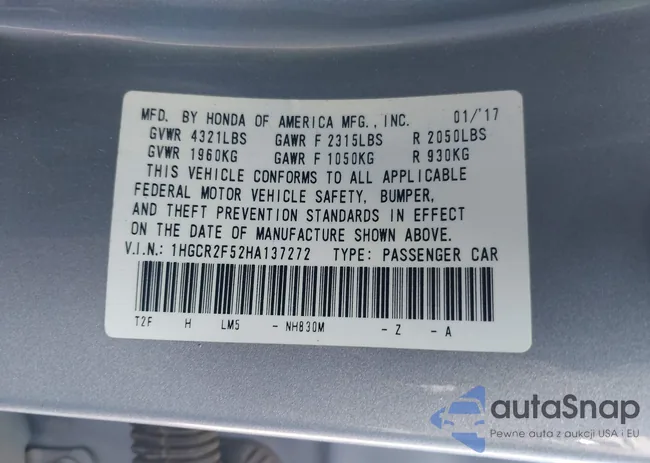 MFD. BY HONDA OF AMERICA MFG., INC. 01/'17
GVWR 4321LBS GAWR F 2315LBS R 2050LBS
GVWR 1960KG GAWR F 1050KG R 930KG
THIS VEHICLE CONFORMS TO ALL APPLICABLE
FEDERAL MOTOR VEHICLE SAFETY, BUMPER,
AND THEFT PREVENTION STANDARDS IN EFFECT
ON THE DATE OF MANUFACTURE SHOWN ABOVE.
V.I.N.: 1HGCR2F52HA137272 TYPE: PASSENGER CAR
T2F H LM5 - NH830M - Z - A
autaSnap
Pewne auta z aukcji USA i EU